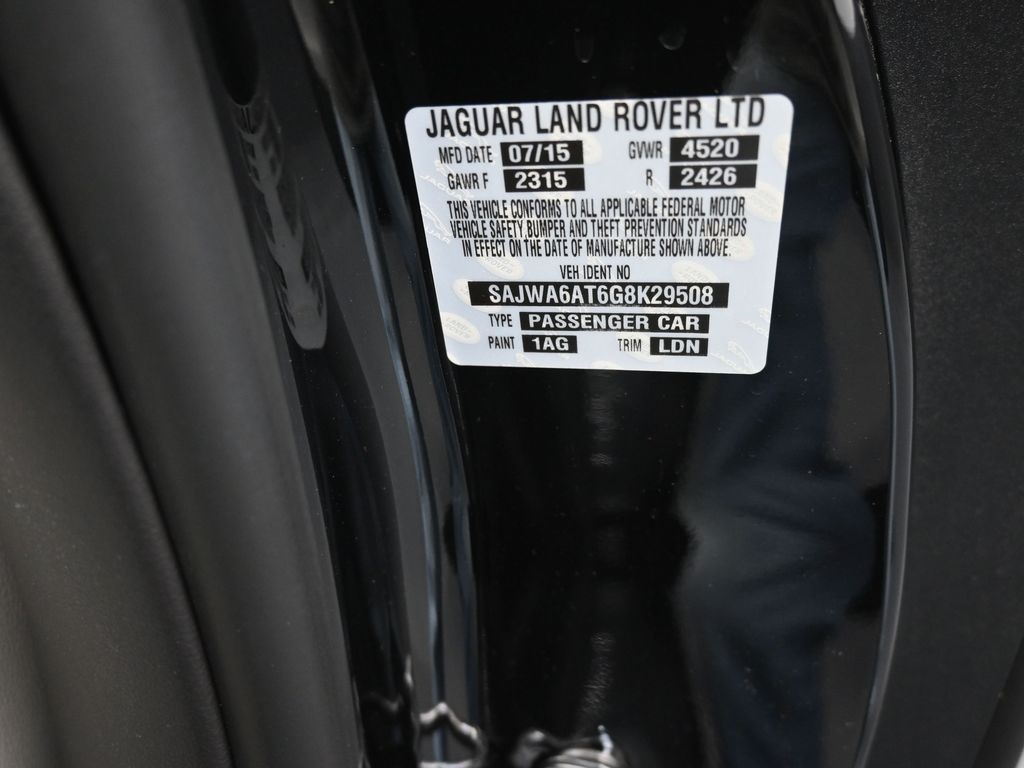 JAGUAR LAND ROVER LTD
MFD DATE 07/15 GVWR 4520
GAWR F 2315 R 2426
THIS VEHICLE CONFORMS TO ALL APPLICABLE FEDERAL MOTOR
VEHICLE SAFETY,BUMPER AND THEFT PREVENTION STANDARDS
IN EFFECT ON THE DATE OF MANUFACTURE SHOWN ABOVE.
VEH IDENT NO
SAJWA6AT6G8K29508
TYPE PASSENGER CAR
PAINT 1AG TRIM LDN